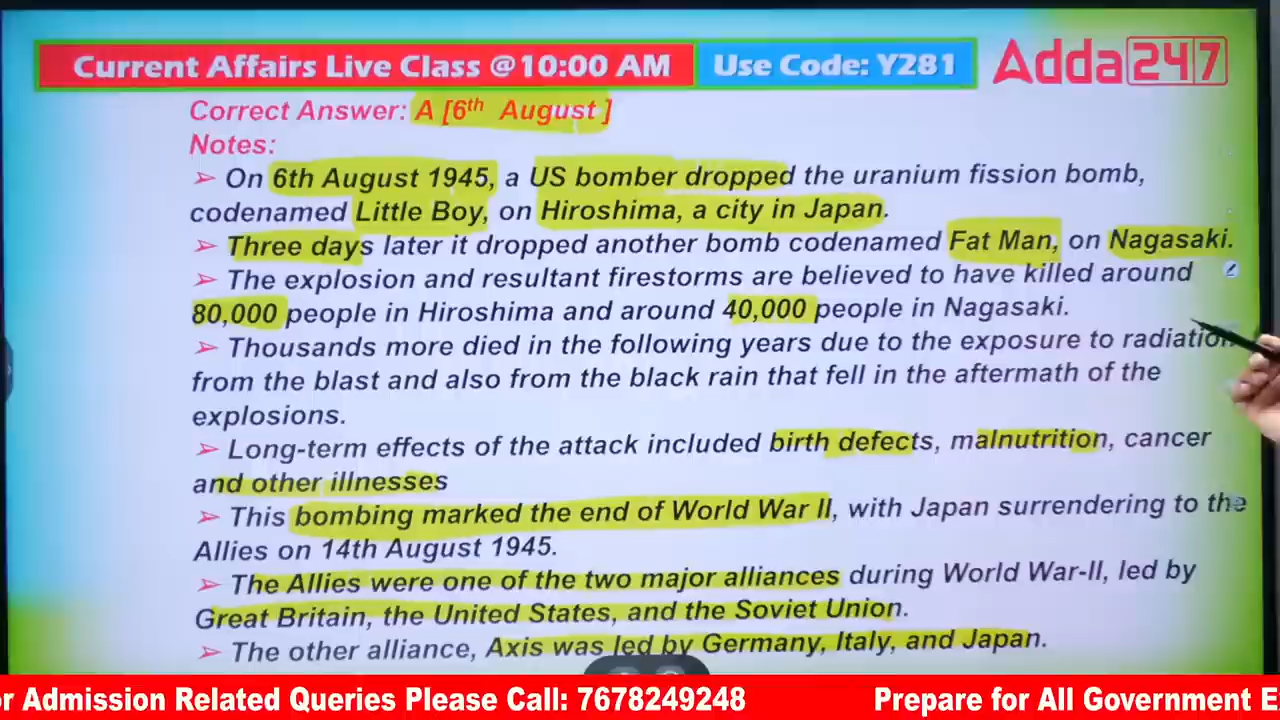 Current Affairs Live Class @10:00 AM Use Code: Y281 Adda247
Correct Answer: A [6th August ]
Notes:
➢ On 6th August 1945, a US bomber dropped the uranium fission bomb,
codenamed Little Boy, on Hiroshima, a city in Japan.
➢ Three days later it dropped another bomb codenamed Fat Man, on Nagasaki.
➢ The explosion and resultant firestorms are believed to have killed around
80,000 people in Hiroshima and around 40,000 people in Nagasaki.
➢ Thousands more died in the following years due to the exposure to radiation
from the blast and also from the black rain that fell in the aftermath of the
explosions.
➢ Long-term effects of the attack included birth defects, malnutrition, cancer
and other illnesses
➢ This bombing marked the end of World War II, with Japan surrendering to the
Allies on 14th August 1945.
➢ The Allies were one of the two major alliances during World War-II, led by
Great Britain, the United States, and the Soviet Union.
➢ The other alliance, Axis was led by Germany, Italy, and Japan.
r Admission Related Queries Please Call: 7678249248 Prepare for All Government E